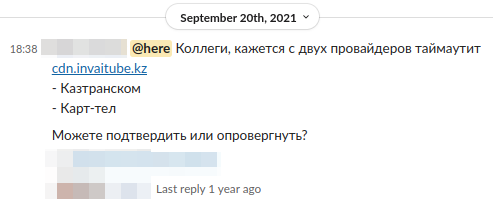 September 20th, 2021
18:38 @here Коллеги, кажется с двух провайдеров таймаутит
cdn.invaitube.kz
- Казтранском
- Карт-тел
Можете подтвердить или опровергнуть?
Last reply 1 year ago